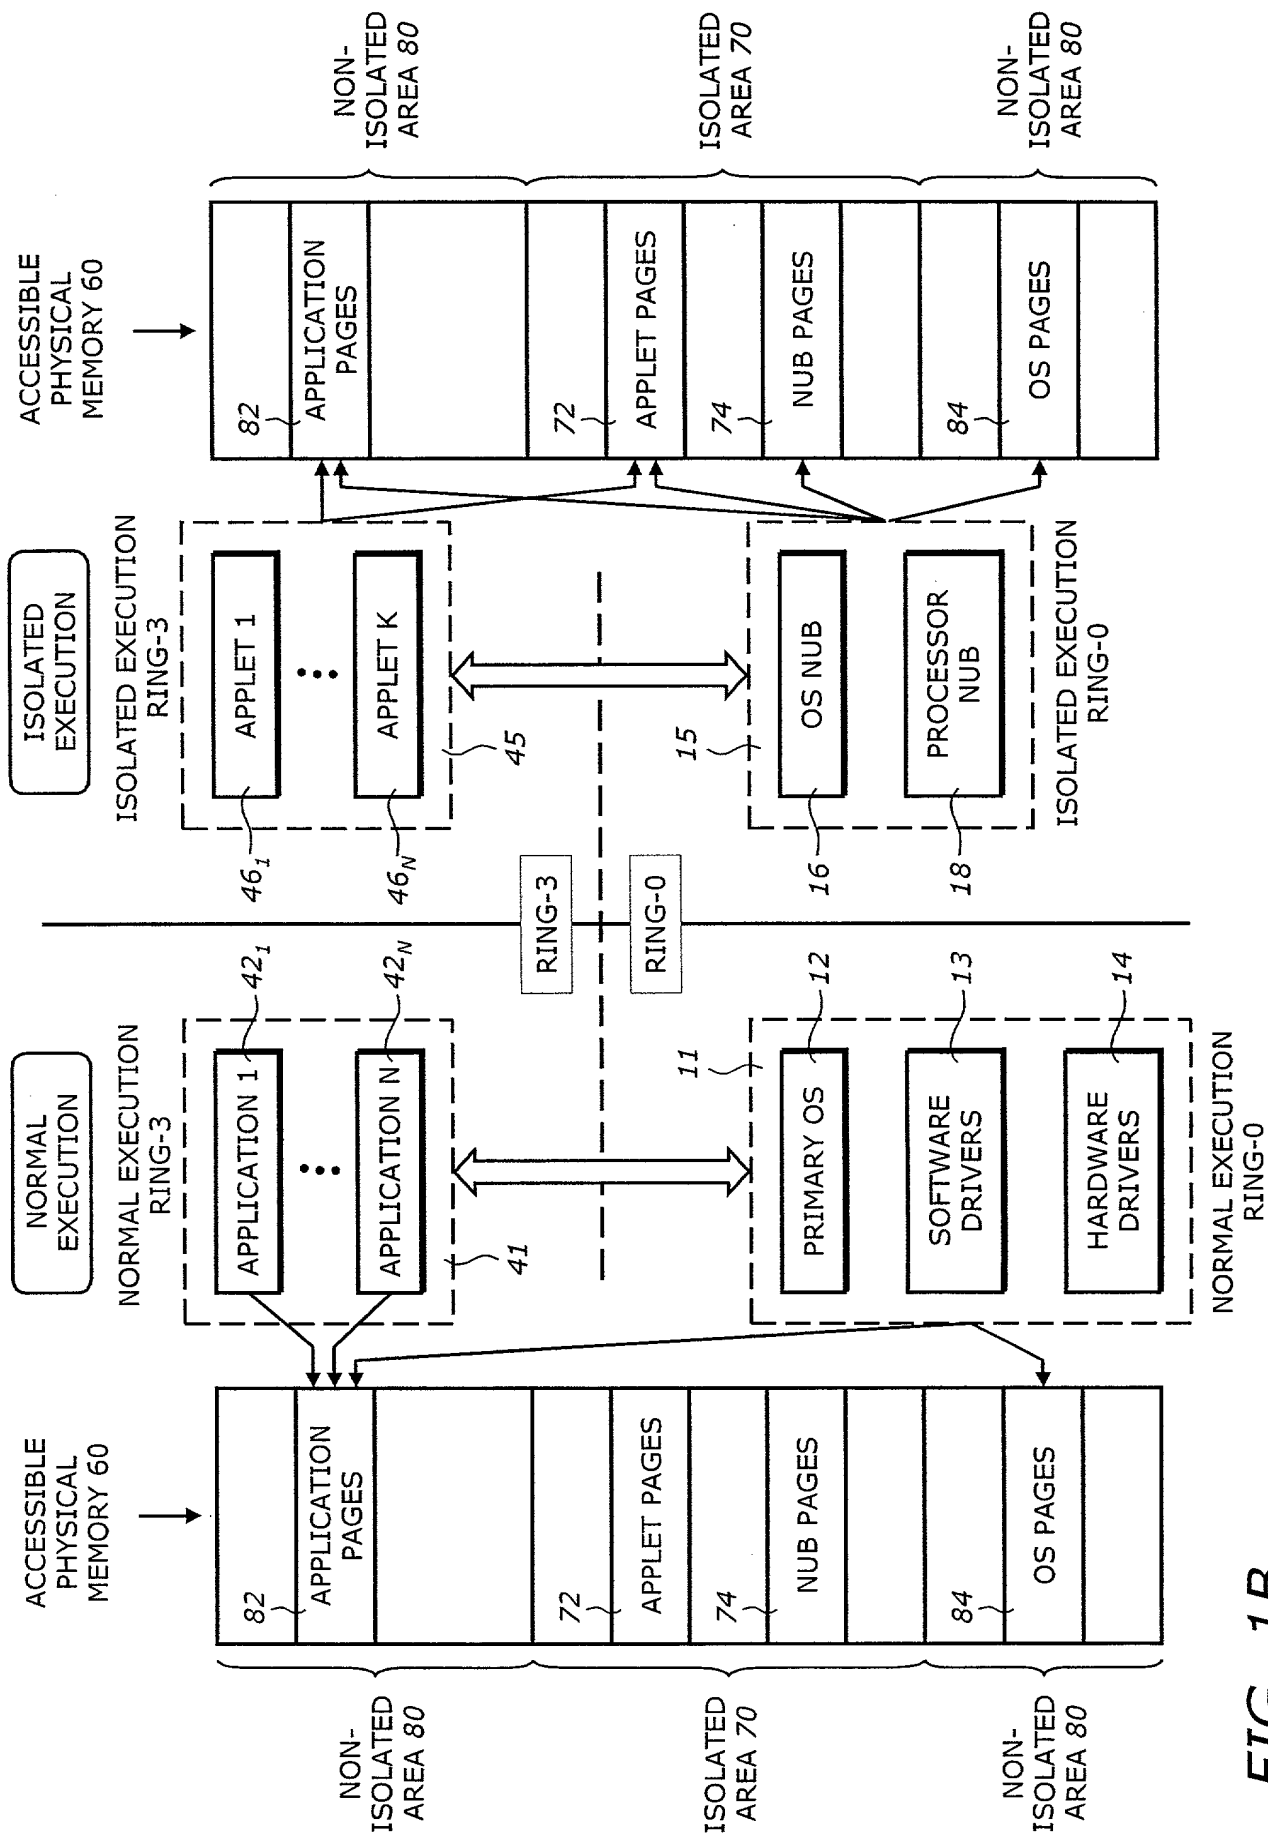 NORMAL
EXECUTION
ISOLATED
EXECUTION
ACCESSIBLE
PHYSICAL
MEMORY 60
NORMAL EXECUTION
RING-3
ISOLATED EXECUTION
RING-3
ACCESSIBLE
PHYSICAL
MEMORY 60
NON-
ISOLATED
AREA 80
82
APPLICATION
PAGES
APPLICATION 1
42₁
APPLICATION N
42ₙ
41
46₁
APPLET 1
46ₙ
APPLET K
45
82
APPLICATION
PAGES
NON-
ISOLATED
AREA 80
RING-3
RING-0
ISOLATED
AREA 70
72
APPLET PAGES
74
NUB PAGES
72
APPLET PAGES
74
NUB PAGES
ISOLATED
AREA 70
11
PRIMARY OS
12
SOFTWARE
DRIVERS
13
HARDWARE
DRIVERS
14
15
16
OS NUB
18
PROCESSOR
NUB
NON-
ISOLATED
AREA 80
84
OS PAGES
84
OS PAGES
NON-
ISOLATED
AREA 80
NORMAL EXECUTION
RING-0
ISOLATED EXECUTION
RING-0
FIG. 1B